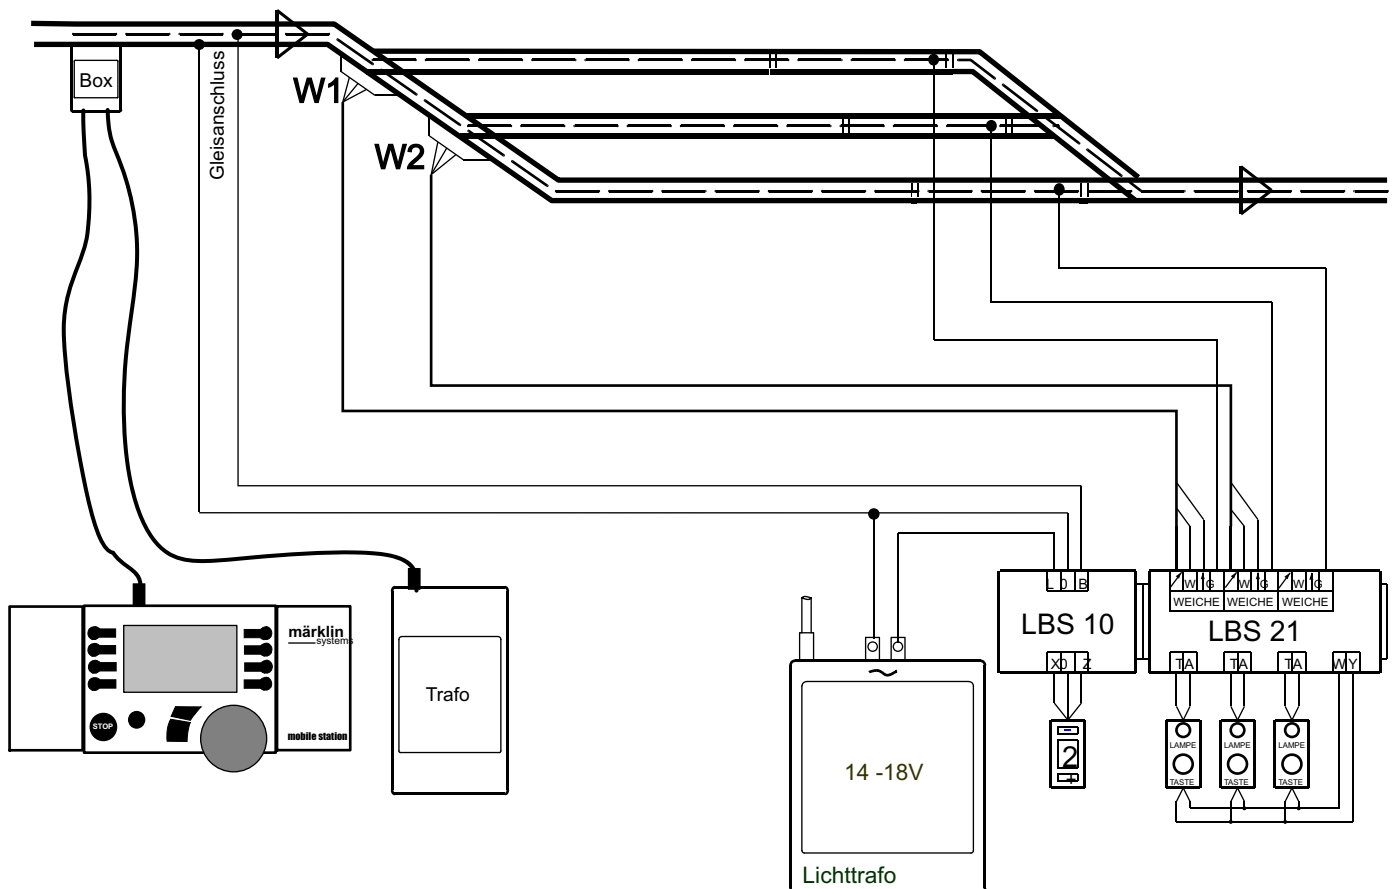 Box
Gleisanschluss
W1
W2
märklin
systems
STOP
mobile station
Trafo
14 -18V
Lichttrafo
L 0 B
LBS 10
X0 Z
2
W G W G W G
WEICHE WEICHE WEICHE
LBS 21
TA TA TA WY
LAMPE LAMPE LAMPE
TASTE TASTE TASTE